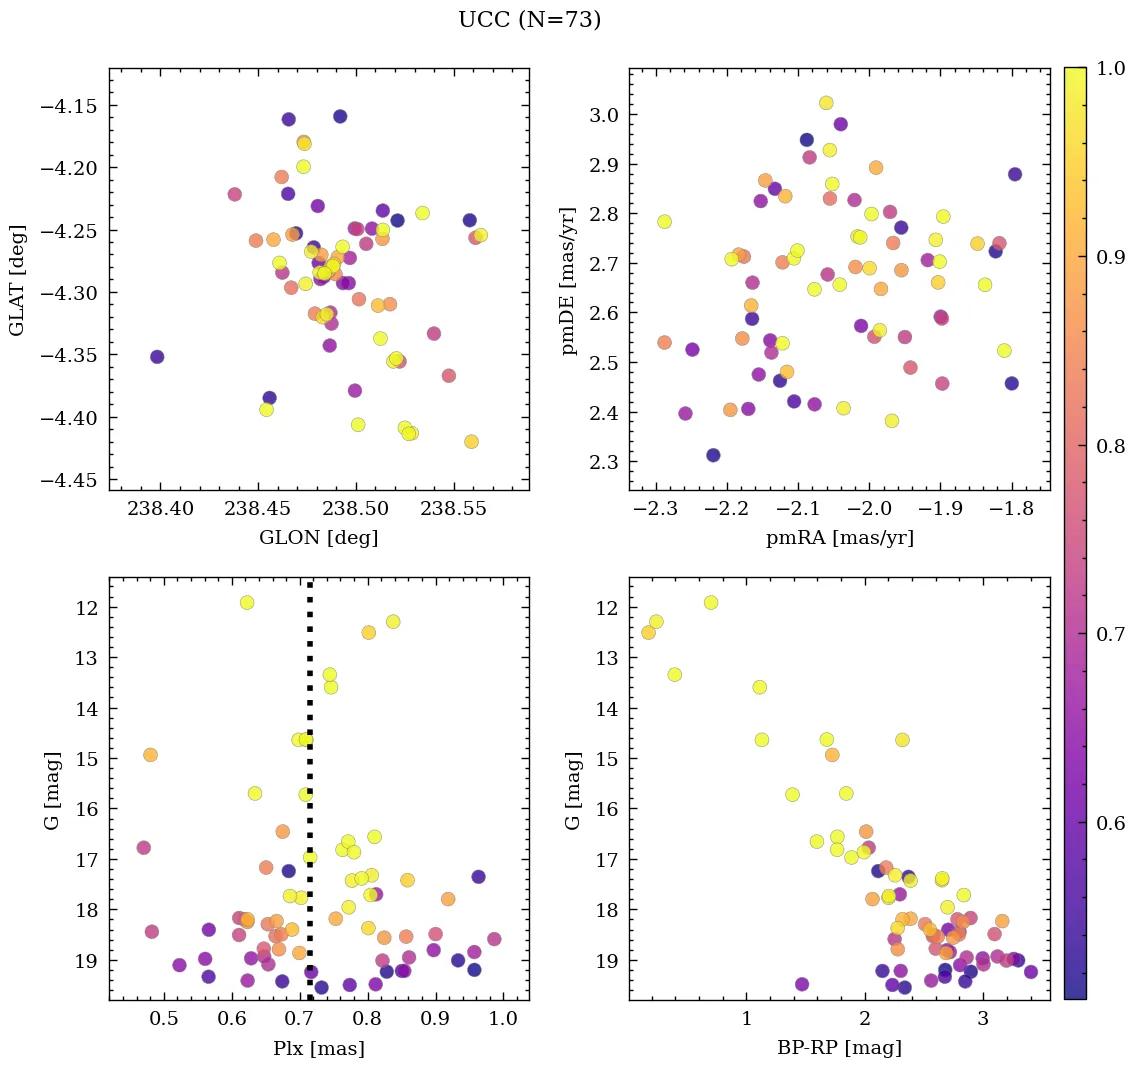 UCC (N=73)
−4.15
−4.20
−4.25
−4.30
−4.35
−4.40
−4.45
GLAT [deg]
238.40 238.45 238.50 238.55
GLON [deg]
3.0
2.9
2.8
2.7
2.6
2.5
2.4
2.3
pmDE [mas/yr]
−2.3 −2.2 −2.1 −2.0 −1.9 −1.8
pmRA [mas/yr]
12
13
14
15
16
17
18
19
G [mag]
0.5 0.6 0.7 0.8 0.9 1.0
Plx [mas]
12
13
14
15
16
17
18
19
G [mag]
1 2 3
BP-RP [mag]
1.0
0.9
0.8
0.7
0.6